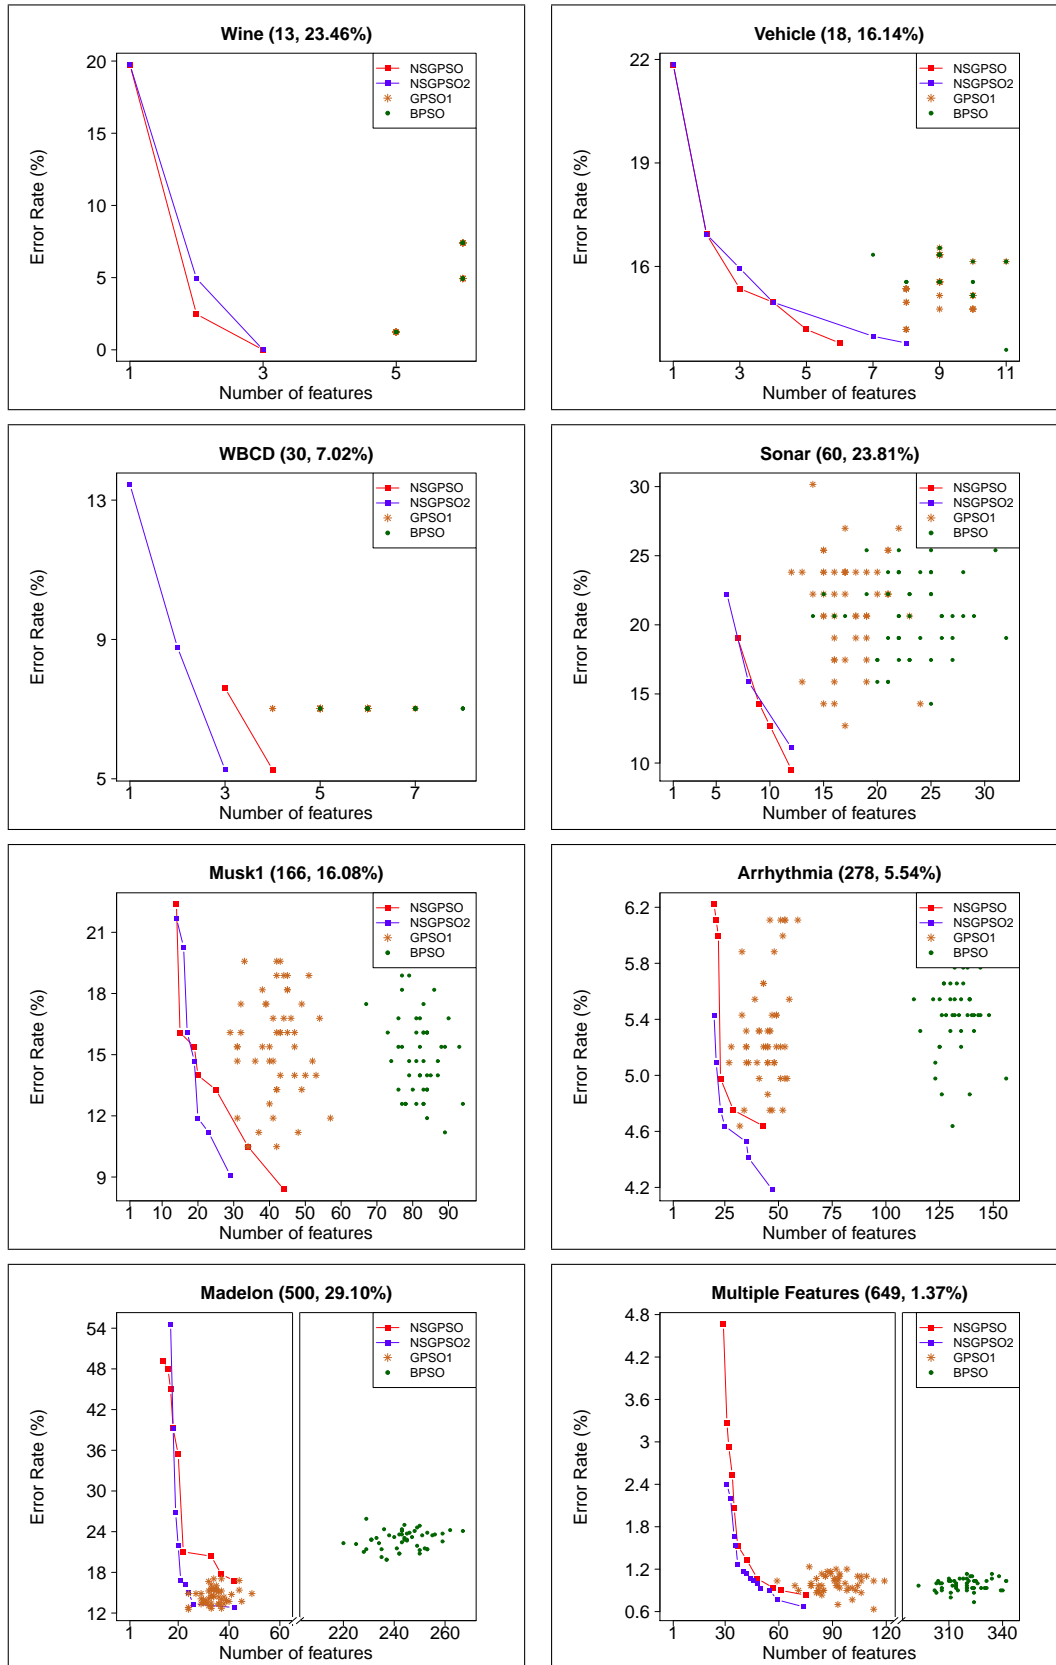 Wine (13, 23.46%)
Error Rate (%)
20
15
10
5
0
1 3 5
Number of features
NSGPSO
NSGPSO2
GPSO1
BPSO
Vehicle (18, 16.14%)
Error Rate (%)
22
19
16
1 3 5 7 9 11
Number of features
NSGPSO
NSGPSO2
GPSO1
BPSO
WBCD (30, 7.02%)
Error Rate (%)
13
9
5
1 3 5 7
Number of features
NSGPSO
NSGPSO2
GPSO1
BPSO
Sonar (60, 23.81%)
Error Rate (%)
30
25
20
15
10
1 5 10 15 20 25 30
Number of features
NSGPSO
NSGPSO2
GPSO1
BPSO
Musk1 (166, 16.08%)
Error Rate (%)
21
18
15
12
9
1 10 20 30 40 50 60 70 80 90
Number of features
NSGPSO
NSGPSO2
GPSO1
BPSO
Arrhythmia (278, 5.54%)
Error Rate (%)
6.2
5.8
5.4
5.0
4.6
4.2
1 25 50 75 100 125 150
Number of features
NSGPSO
NSGPSO2
GPSO1
BPSO
Madelon (500, 29.10%)
Error Rate (%)
54
48
42
36
30
24
18
12
1 20 40 60 220 240 260
Number of features
NSGPSO
NSGPSO2
GPSO1
BPSO
Multiple Features (649, 1.37%)
Error Rate (%)
4.8
4.2
3.6
3
2.4
1.8
1.2
0.6
1 30 60 90 120 310 340
Number of features
NSGPSO
NSGPSO2
GPSO1
BPSO